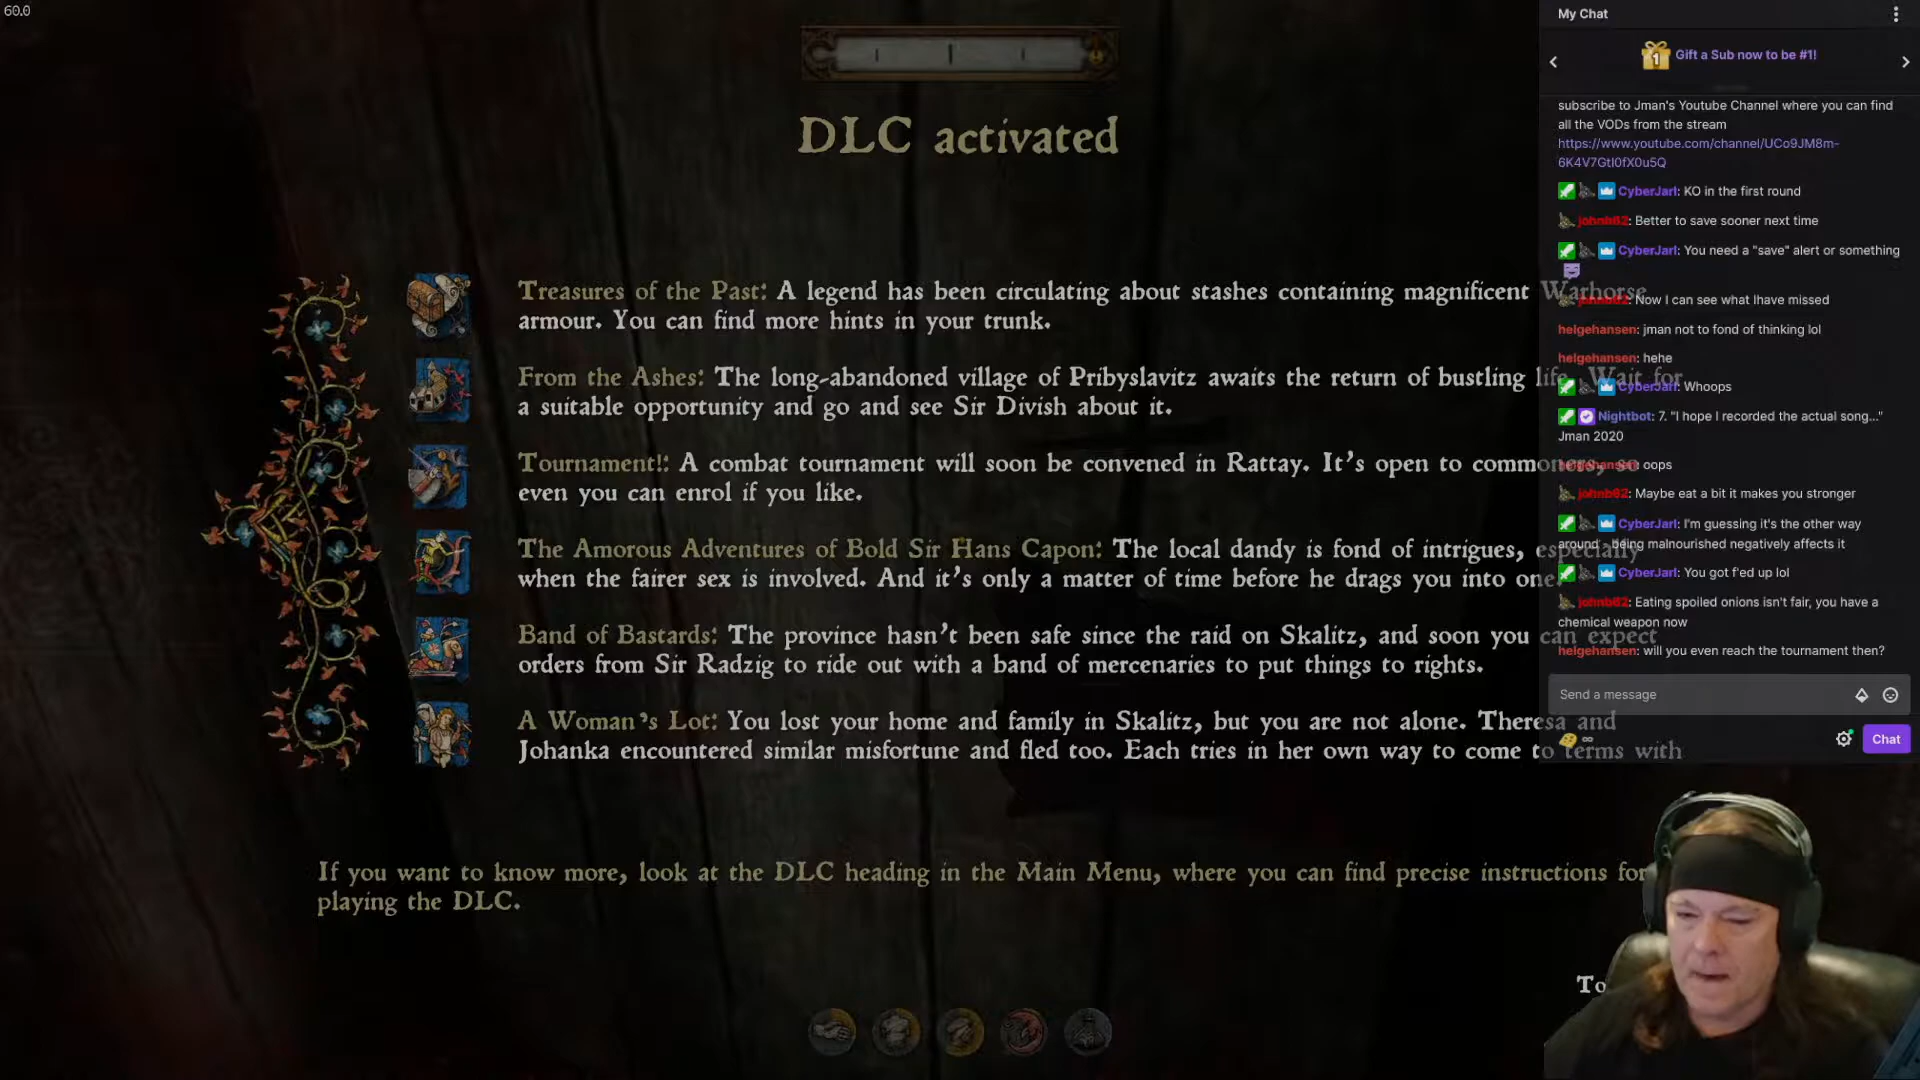 60.0
DLC activated
Treasures of the Past: A legend has been circulating about stashes containing magnificent Warhorse
armour. You can find more hints in your trunk.
From the Ashes: The long-abandoned village of Pribyslavitz awaits the return of bustling life. Wait for
a suitable opportunity and go and see Sir Divish about it.
Tournament!: A combat tournament will soon be convened in Rattay. It's open to commoners, so
even you can enrol if you like.
The Amorous Adventures of Bold Sir Hans Capon: The local dandy is fond of intrigues, especially
when the fairer sex is involved. And it's only a matter of time before he drags you into one.
Band of Bastards: The province hasn't been safe since the raid on Skalitz, and soon you can expect
orders from Sir Radzig to ride out with a band of mercenaries to put things to rights.
A Woman's Lot: You lost your home and family in Skalitz, but you are not alone. Theresa and
Johanka encountered similar misfortune and fled too. Each tries in her own way to come to terms with
If you want to know more, look at the DLC heading in the Main Menu, where you can find precise instructions for
playing the DLC.
To
My Chat
1
Gift a Sub now to be #1!
subscribe to Jman's Youtube Channel where you can find
all the VODs from the stream
https://www.youtube.com/channel/UCo9JM8m-
6K4V7GtI0fX0u5Q
CyberJarl: KO in the first round
johnb62: Better to save sooner next time
CyberJarl: You need a "save" alert or something
johnb62: Now I can see what Ihave missed
helgehansen: jman not to fond of thinking lol
helgehansen: hehe
CyberJarl: Whoops
Nightbot: 7. "I hope I recorded the actual song..."
Jman 2020
helgehansen: oops
johnb62: Maybe eat a bit it makes you stronger
CyberJarl: I'm guessing it's the other way
around - being malnourished negatively affects it
CyberJarl: You got f'ed up lol
johnb62: Eating spoiled onions isn't fair, you have a
chemical weapon now
helgehansen: will you even reach the tournament then?
Send a message
∞
Chat